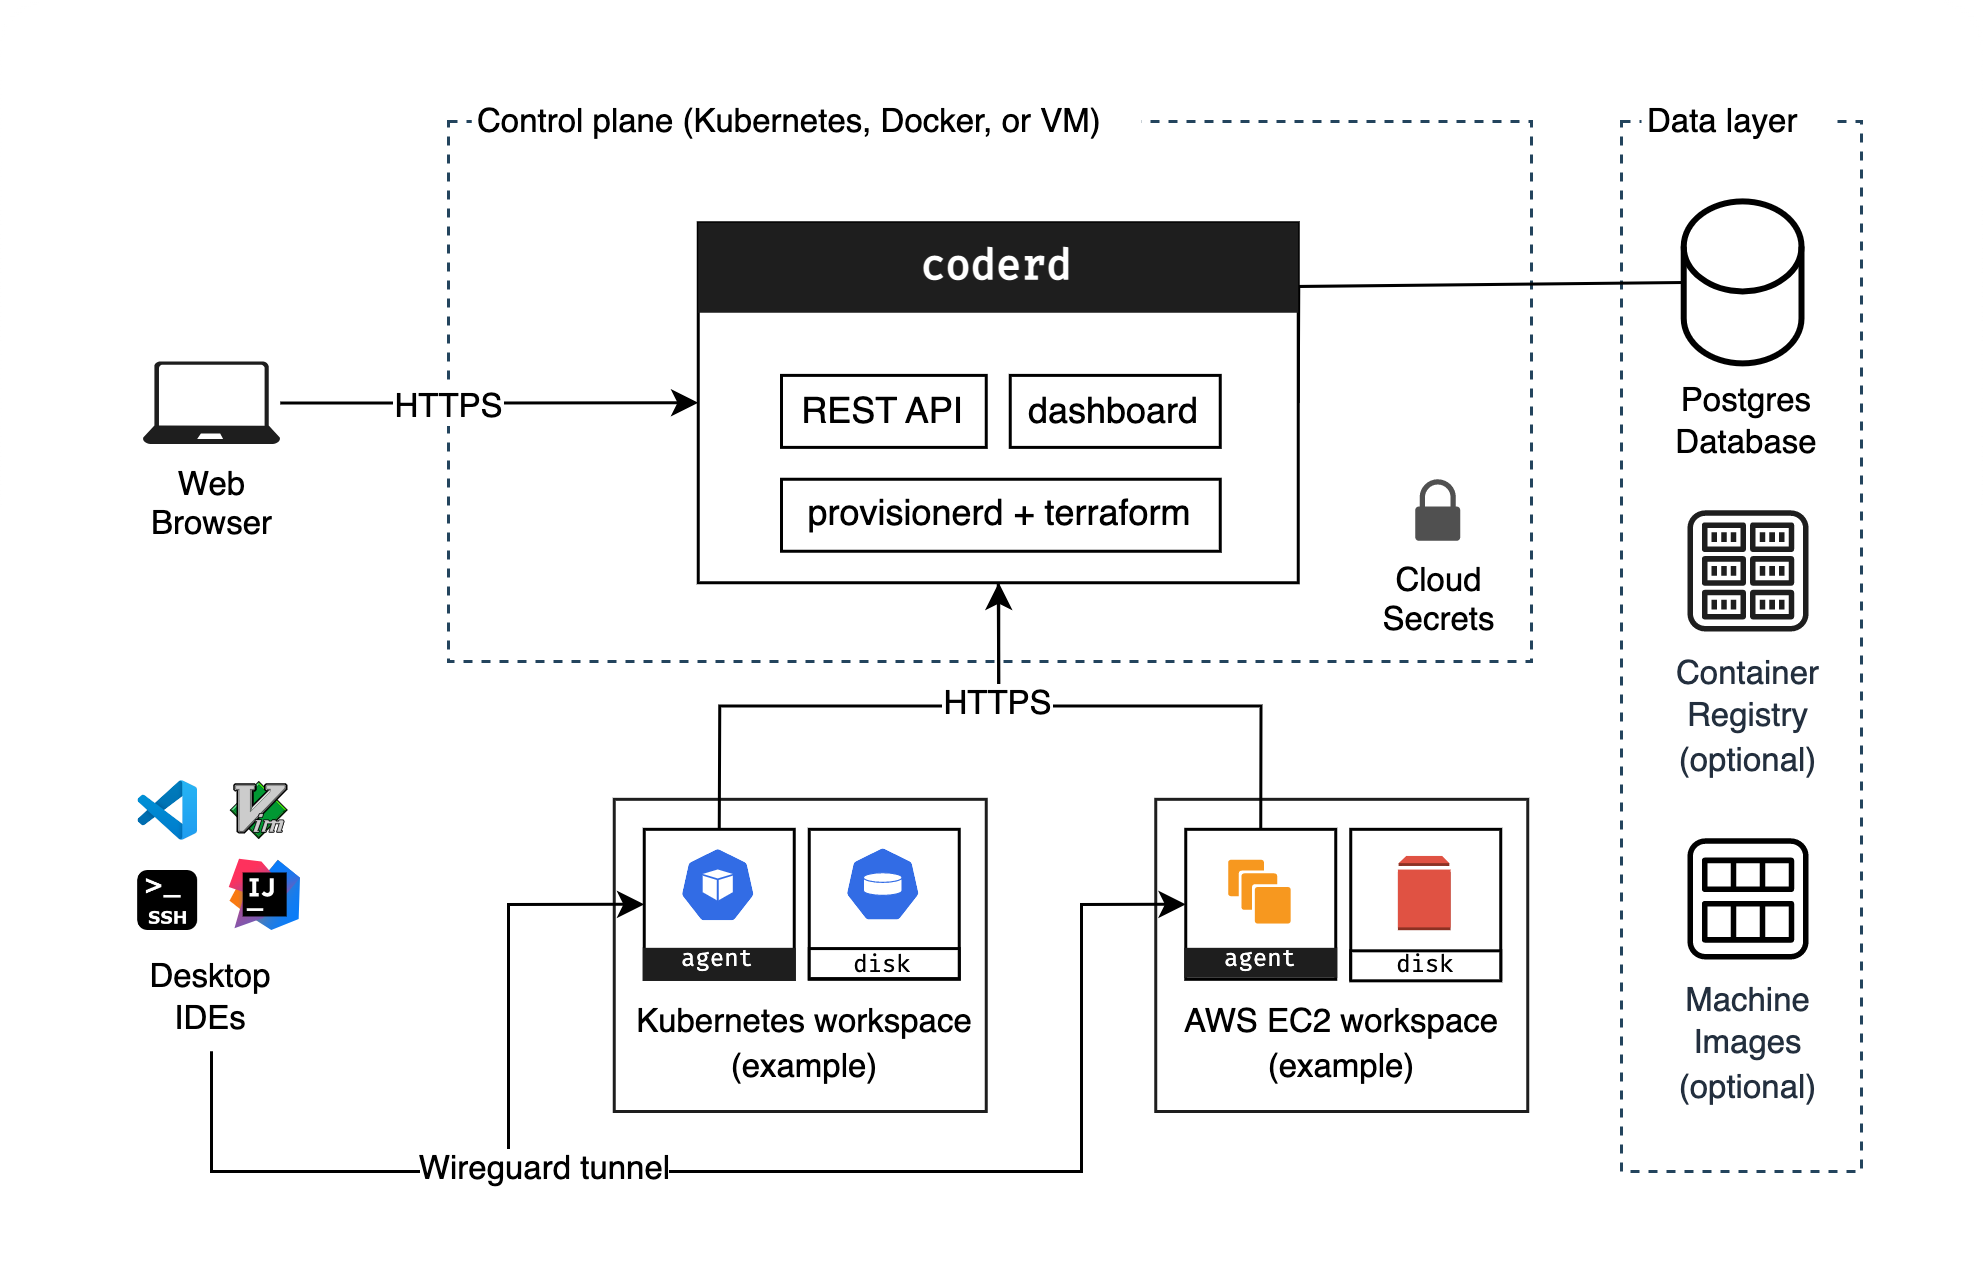 Control plane (Kubernetes, Docker, or VM)
Data layer
coderd
REST API
dashboard
provisionerd + terraform
HTTPS
Web
Browser
Cloud
Secrets
Postgres
Database
Container
Registry
(optional)
Machine
Images
(optional)
HTTPS
Vim
>_
SSH
IJ
Desktop
IDEs
agent
disk
Kubernetes workspace
(example)
agent
disk
AWS EC2 workspace
(example)
Wireguard tunnel